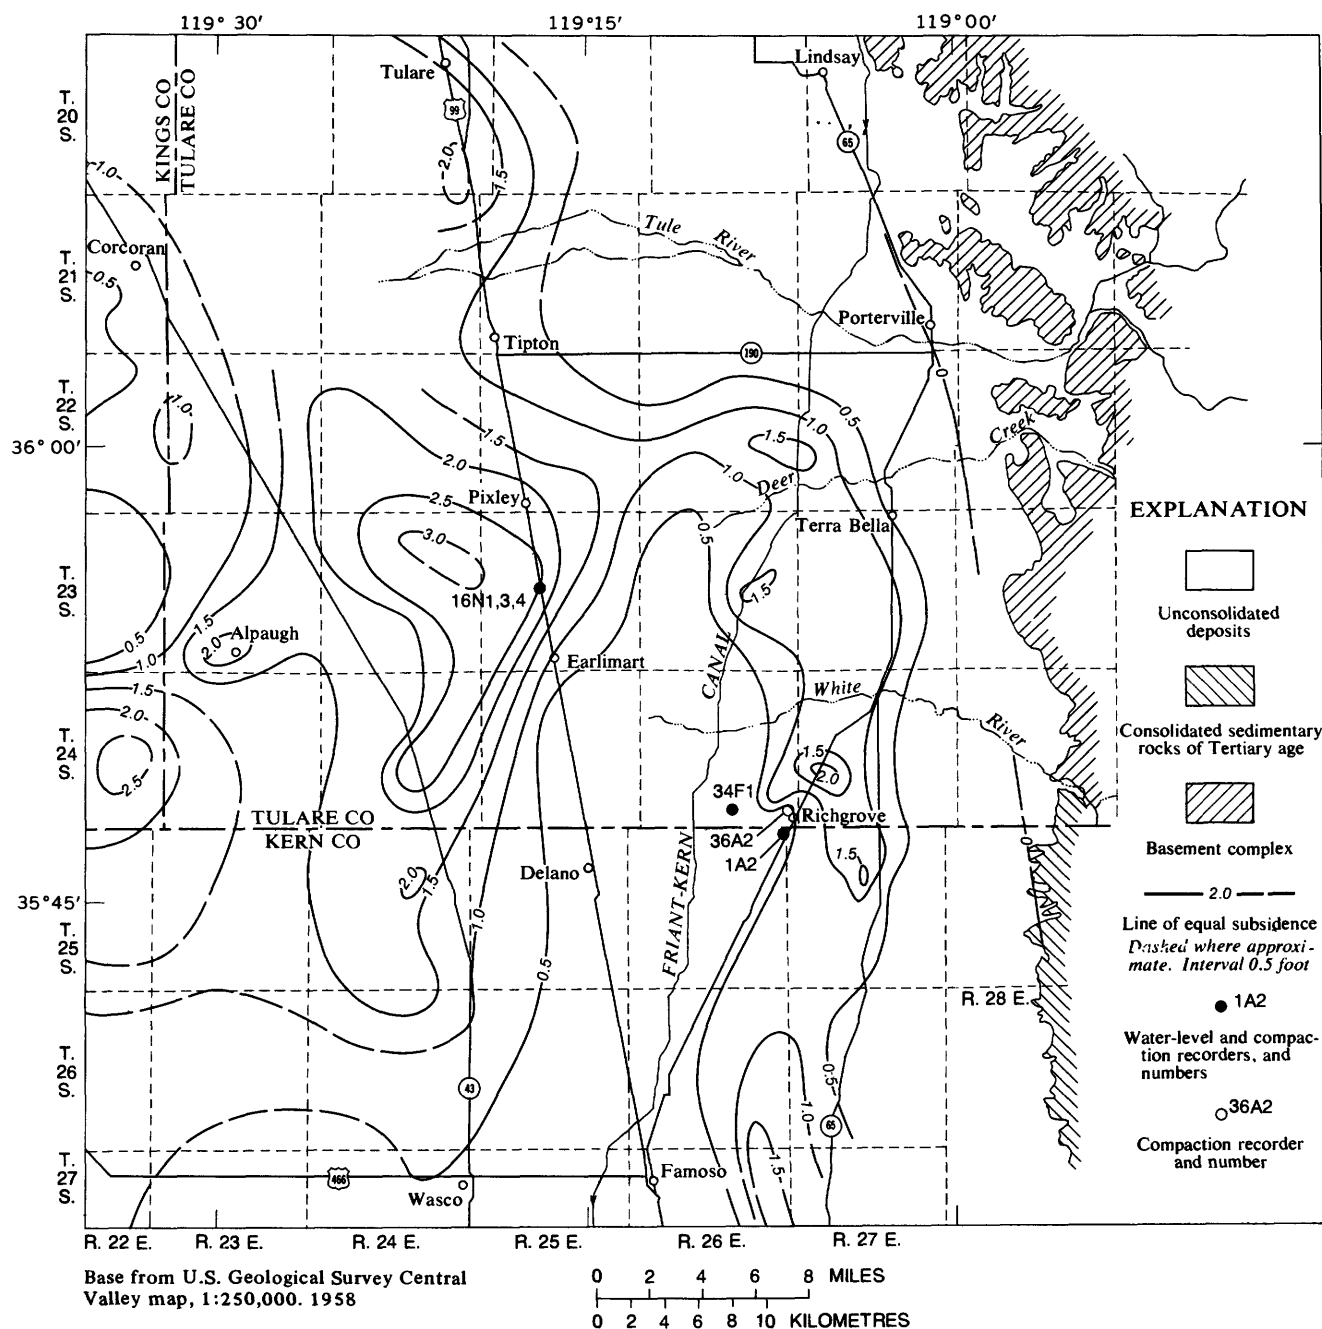 119° 30′ 119° 15′ 119° 00′
Lindsay
Tulare
T.
20
S.
KINGS CO
TULARE CO
99
65
2.0
1.5
1.0
Tule River
Corcoran
T.
21
S.
0.5
Porterville
Tipton
190
0
T.
22
S.
1.0
0.5
1.0
1.5
1.5
Creek
36° 00′
2.0
1.0
Deer
Pixley
2.5
0.5
Terra Bella
3.0
T.
23
S.
16N1,3,4
1.5
1.5
Alpaugh
2.0
0.5
1.0
Earlimart
CANAL
1.5
White
River
2.0
T.
24
S.
2.5
1.5
2.0
34F1
TULARE CO
KERN CO
Richgrove
36A2
1A2
0
1.5
Delano
2.0
1.5
35° 45′
1.0
FRIANT-KERN
T.
25
S.
0.5
R. 28 E.
T.
26
S.
43
0.5
1.0
65
T.
27
S.
1.5
466
Wasco
Famoso
R. 22 E. R. 23 E. R. 24 E. R. 25 E. R. 26 E. R. 27 E.
EXPLANATION
Unconsolidated
deposits
Consolidated sedimentary
rocks of Tertiary age
Basement complex
2.0
Line of equal subsidence
Dashed where approxi-
mate. Interval 0.5 foot
1A2
Water-level and compac-
tion recorders, and
numbers
36A2
Compaction recorder
and number
Base from U.S. Geological Survey Central
Valley map, 1:250,000. 1958
0 2 4 6 8 MILES
0 2 4 6 8 10 KILOMETRES